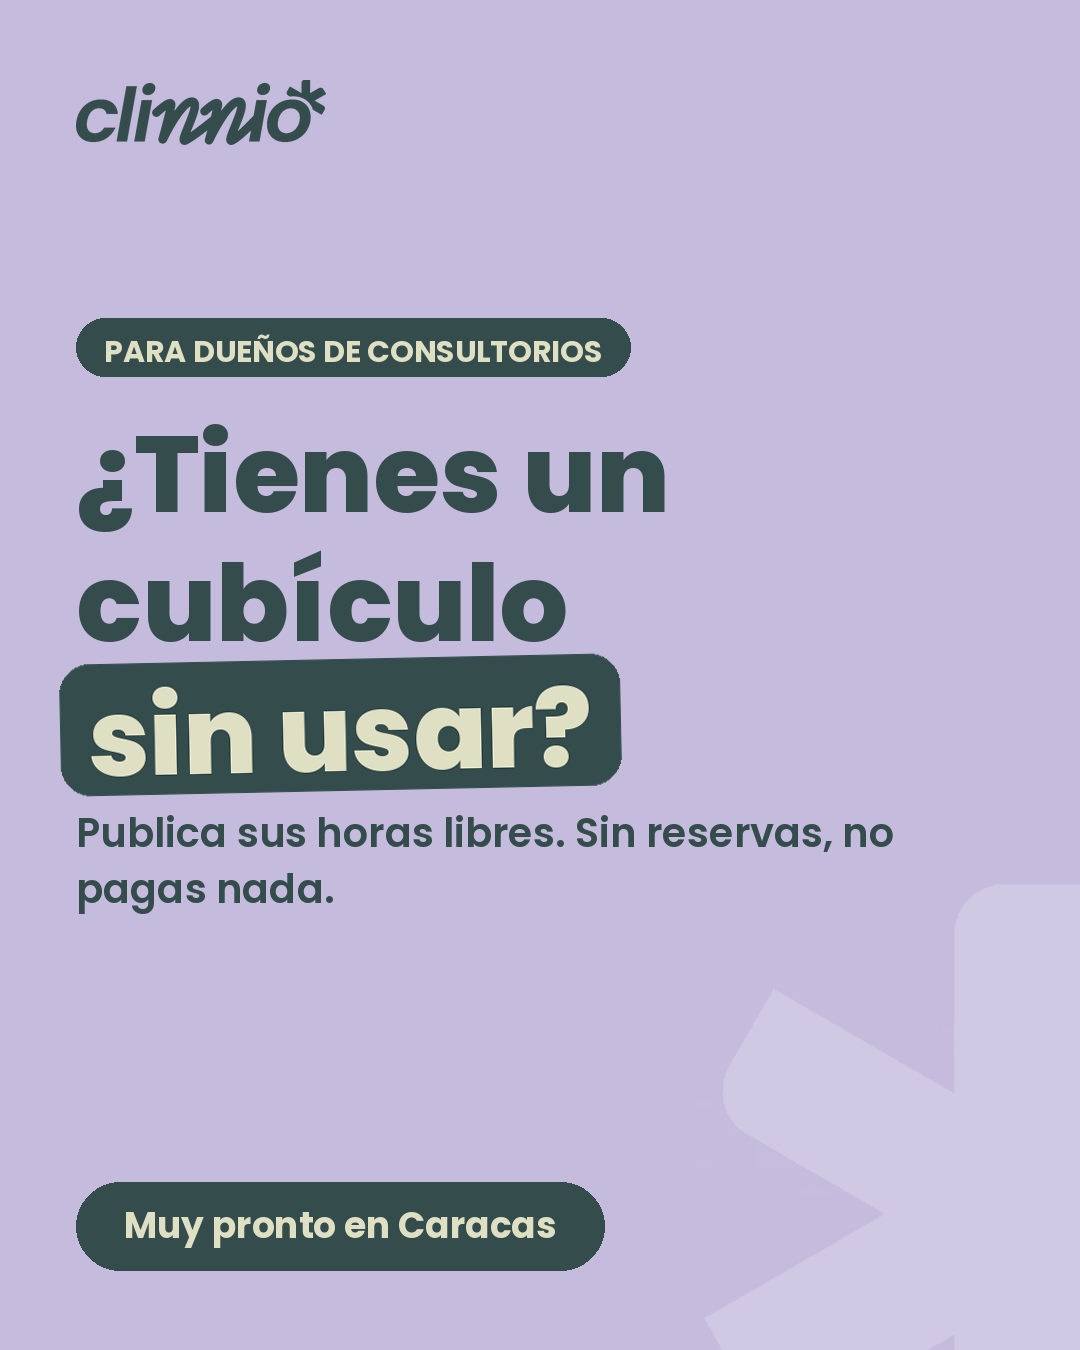 clinnio*
PARA DUEÑOS DE CONSULTORIOS
¿Tienes un
cubículo
sin usar?
Publica sus horas libres. Sin reservas, no
pagas nada.
Muy pronto en Caracas